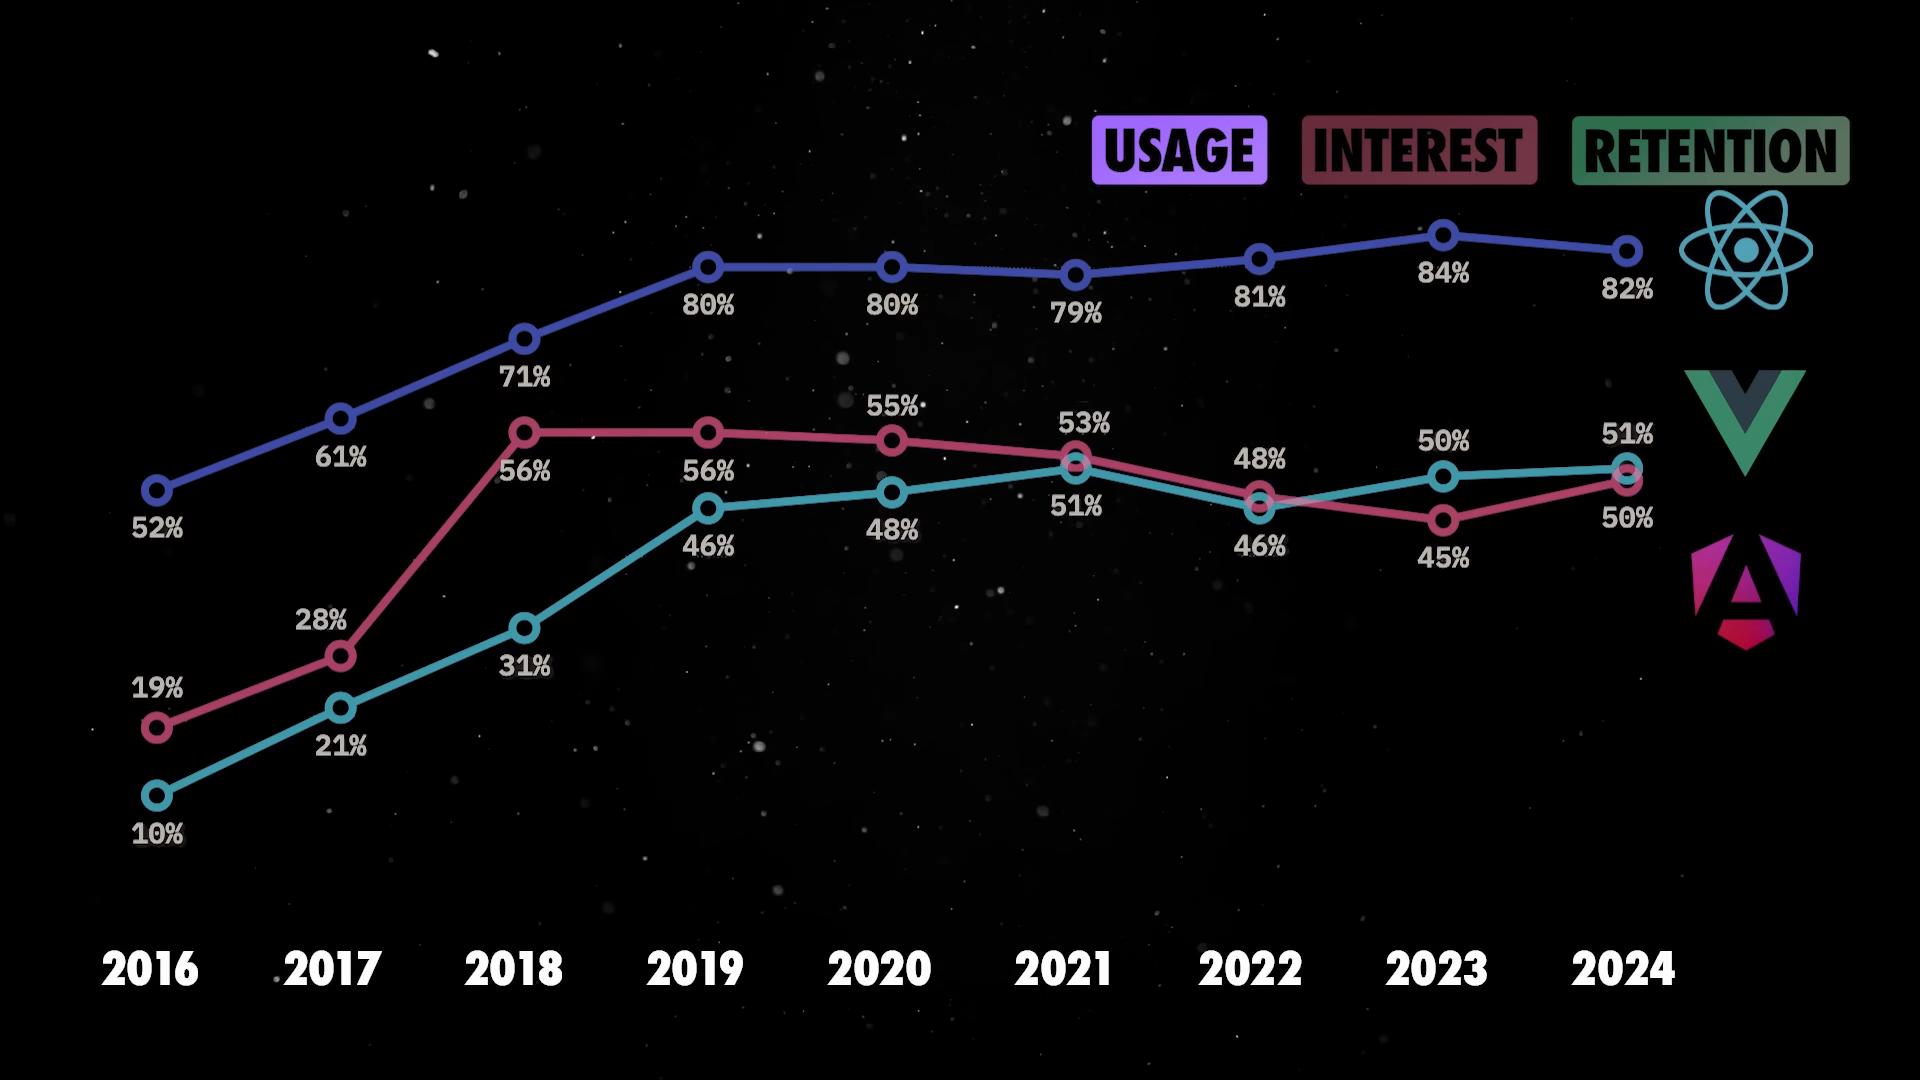 USAGE INTEREST RETENTION
84%
82%
80% 80% 79% 81%
71%
61%
52%
55%
53%
56% 56%
48% 50% 51%
51%
46% 48% 46% 45% 50%
28%
31%
19%
21%
10%
2016 2017 2018 2019 2020 2021 2022 2023 2024